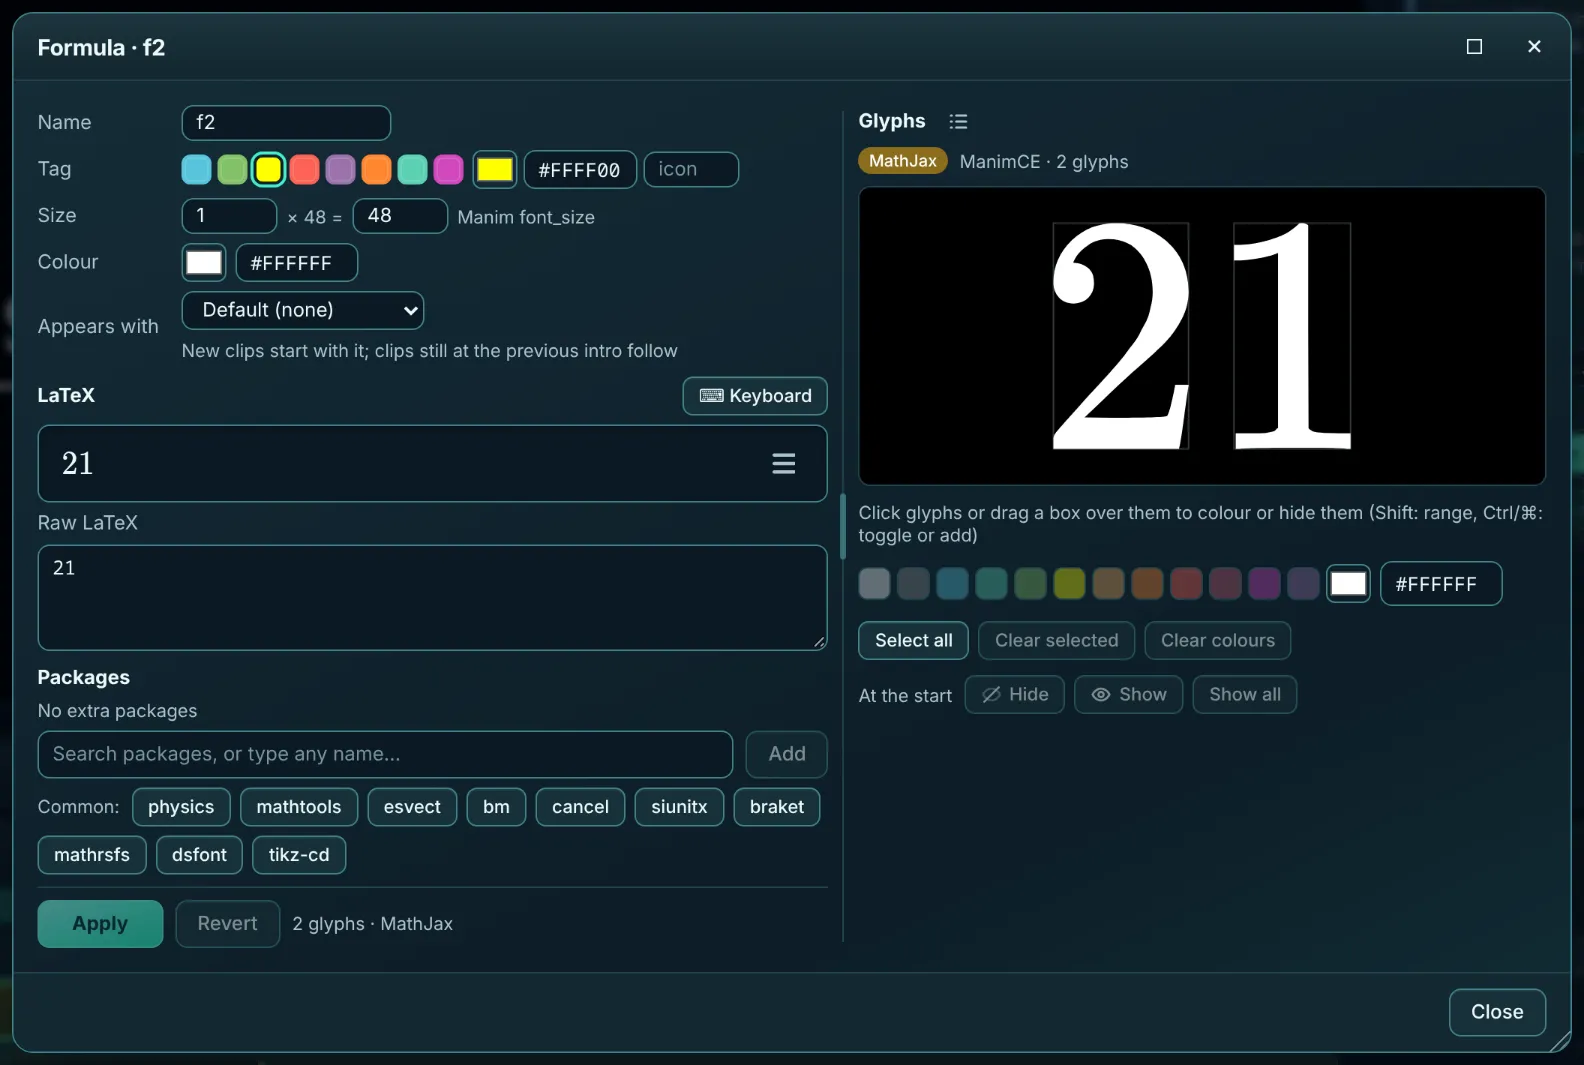 Formula · f2
Name
f2
Tag
#FFFF00
icon
Size
1
× 48 =
48
Manim font_size
Colour
#FFFFFF
Appears with
Default (none)
New clips start with it; clips still at the previous intro follow
LaTeX
Keyboard
21
Raw LaTeX
21
Packages
No extra packages
Search packages, or type any name...
Add
Common:
physics
mathtools
esvect
bm
cancel
siunitx
braket
mathrsfs
dsfont
tikz-cd
Apply
Revert
2 glyphs · MathJax
Glyphs
MathJax
ManimCE · 2 glyphs
21
Click glyphs or drag a box over them to colour or hide them (Shift: range, Ctrl/⌘:
toggle or add)
#FFFFFF
Select all
Clear selected
Clear colours
At the start
Hide
Show
Show all
Close